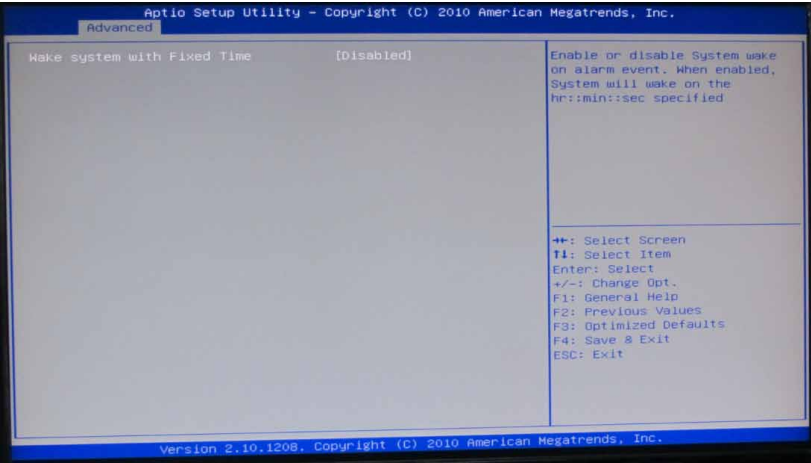 Aptio Setup Utility – Copyright (C) 2010 American Megatrends, Inc.
Advanced
Wake system with Fixed Time [Disabled]
Enable or disable System wake
on alarm event. When enabled,
System will wake on the
hr::min::sec specified
→←: Select Screen
↑↓: Select Item
Enter: Select
+/-: Change Opt.
F1: General Help
F2: Previous Values
F3: Optimized Defaults
F4: Save & Exit
ESC: Exit
Version 2.10.1208. Copyright (C) 2010 American Megatrends, Inc.